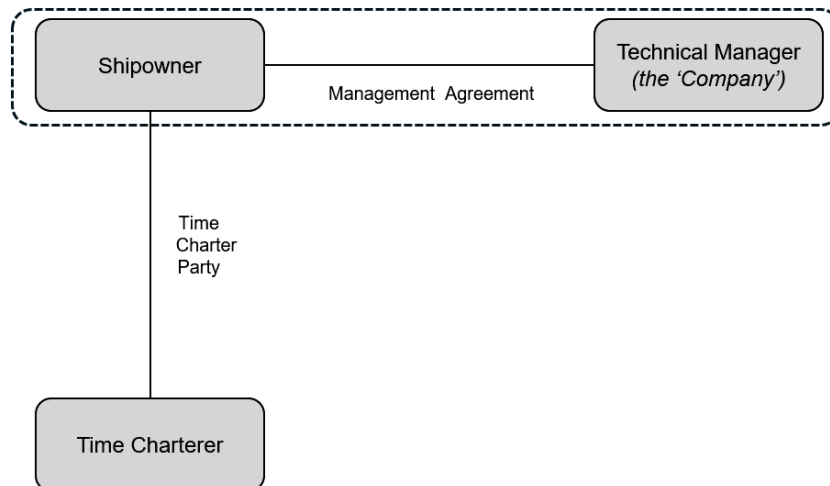 Shipowner
Technical Manager
(the ‘Company’)
Management Agreement
Time
Charter
Party
Time Charterer